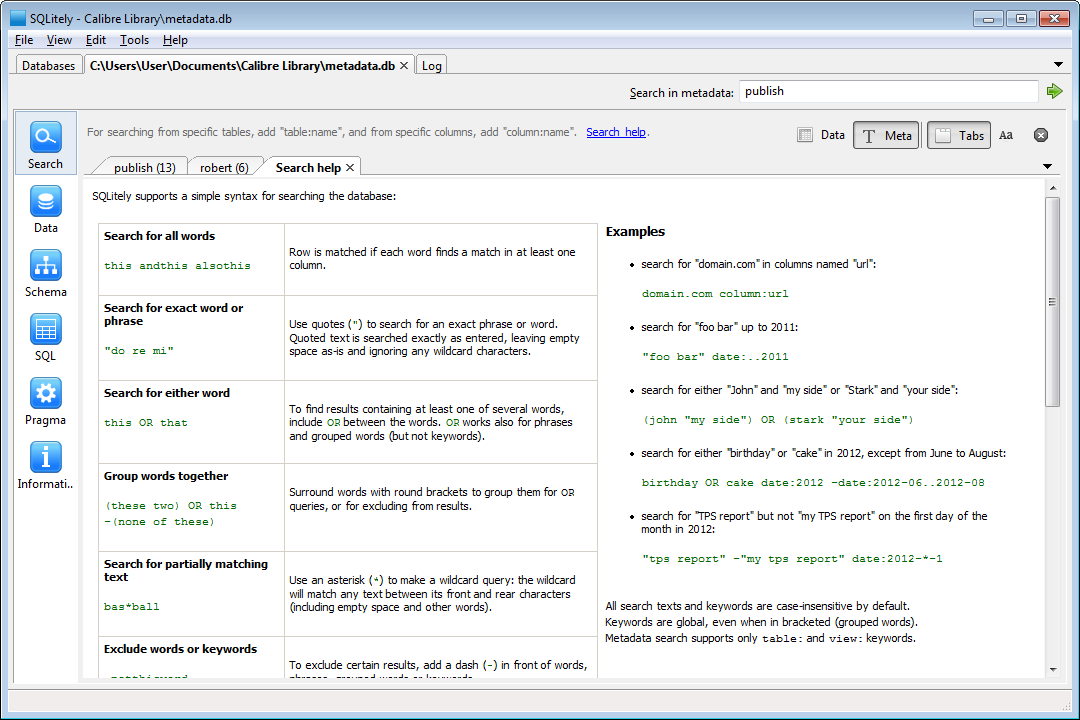 SQLitely - Calibre Library\metadata.db
File View Edit Tools Help
Databases C:\Users\User\Documents\Calibre Library\metadata.db Log
Search in metadata: publish
For searching from specific tables, add "table:name", and from specific columns, add "column:name". Search help.
Data T Meta Tabs Aa
Search
Data
Schema
SQL
Pragma
Informati..
publish (13) robert (6) Search help
SQLitely supports a simple syntax for searching the database:
Search for all words
this andthis alsothis
Row is matched if each word finds a match in at least one
column.
Search for exact word or
phrase
"do re mi"
Use quotes (") to search for an exact phrase or word.
Quoted text is searched exactly as entered, leaving empty
space as-is and ignoring any wildcard characters.
Search for either word
this OR that
To find results containing at least one of several words,
include OR between the words. OR works also for phrases
and grouped words (but not keywords).
Group words together
(these two) OR this
-(none of these)
Surround words with round brackets to group them for OR
queries, or for excluding from results.
Search for partially matching
text
bas*ball
Use an asterisk (*) to make a wildcard query: the wildcard
will match any text between its front and rear characters
(including empty space and other words).
Exclude words or keywords
To exclude certain results, add a dash (-) in front of words,
Examples
search for "domain.com" in columns named "url":
domain.com column:url
search for "foo bar" up to 2011:
"foo bar" date:..2011
search for either "John" and "my side" or "Stark" and "your side":
(john "my side") OR (stark "your side")
search for either "birthday" or "cake" in 2012, except from June to August:
birthday OR cake date:2012 -date:2012-06..2012-08
search for "TPS report" but not "my TPS report" on the first day of the
month in 2012:
"tps report" -"my tps report" date:2012-*-1
All search texts and keywords are case-insensitive by default.
Keywords are global, even when in bracketed (grouped words).
Metadata search supports only table: and view: keywords.